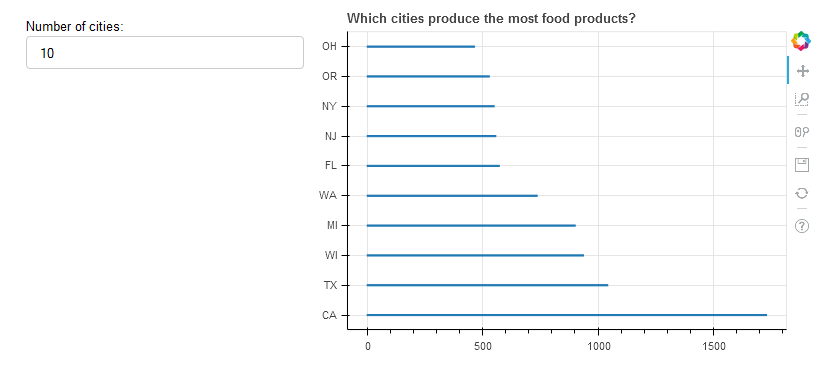 Number of cities:
10
Which cities produce the most food products?
OH
OR
NY
NJ
FL
WA
MI
WI
TX
CA
0 500 1000 1500
?